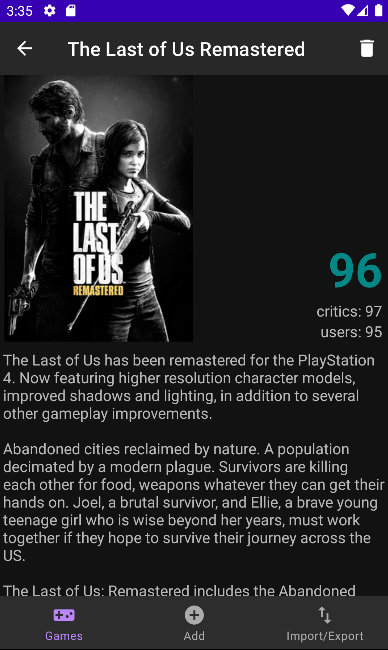 3:35
The Last of Us Remastered
THE
LAST
OF US
REMASTERED
96
critics: 97
users: 95
The Last of Us has been remastered for the PlayStation
4. Now featuring higher resolution character models,
improved shadows and lighting, in addition to several
other gameplay improvements.
Abandoned cities reclaimed by nature. A population
decimated by a modern plague. Survivors are killing
each other for food, weapons whatever they can get their
hands on. Joel, a brutal survivor, and Ellie, a brave young
teenage girl who is wise beyond her years, must work
together if they hope to survive their journey across the
US.
The Last of Us: Remastered includes the Abandoned
Games
Add
Import/Export